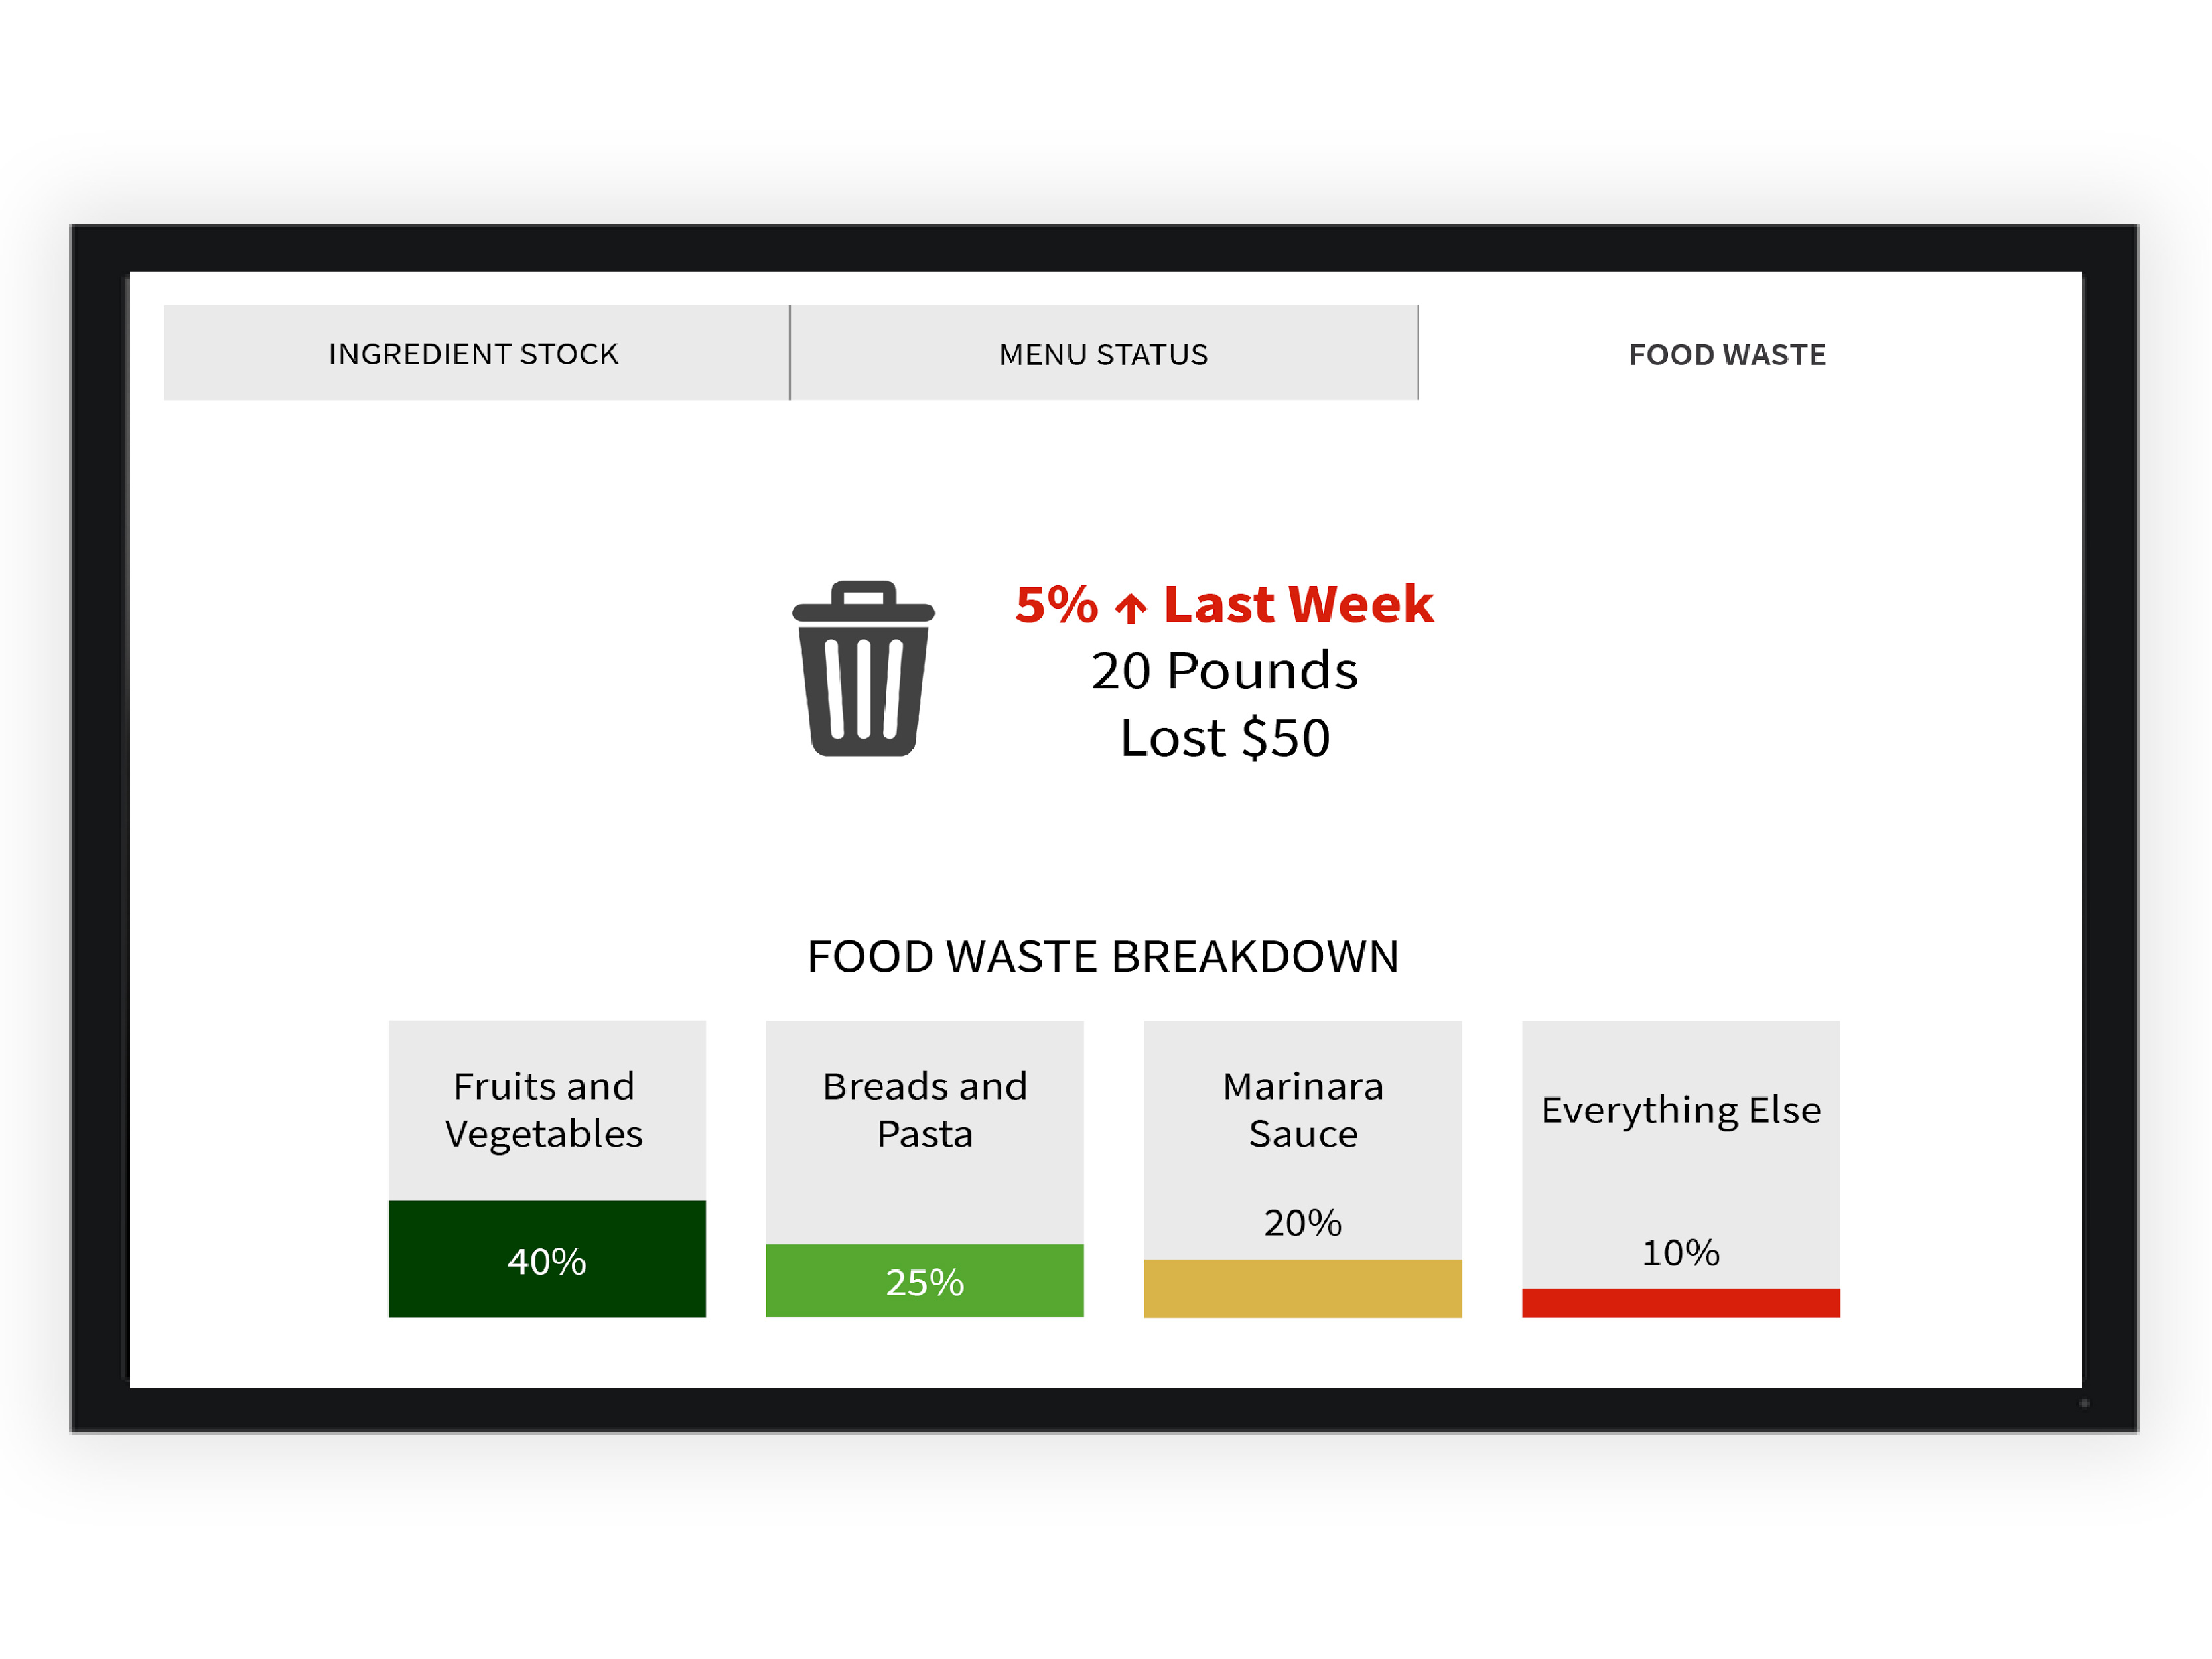 INGREDIENT STOCK
MENU STATUS
FOOD WASTE
5% ↑ Last Week
20 Pounds
Lost $50
FOOD WASTE BREAKDOWN
Fruits and
Vegetables
40%
Breads and
Pasta
25%
Marinara
Sauce
20%
Everything Else
10%